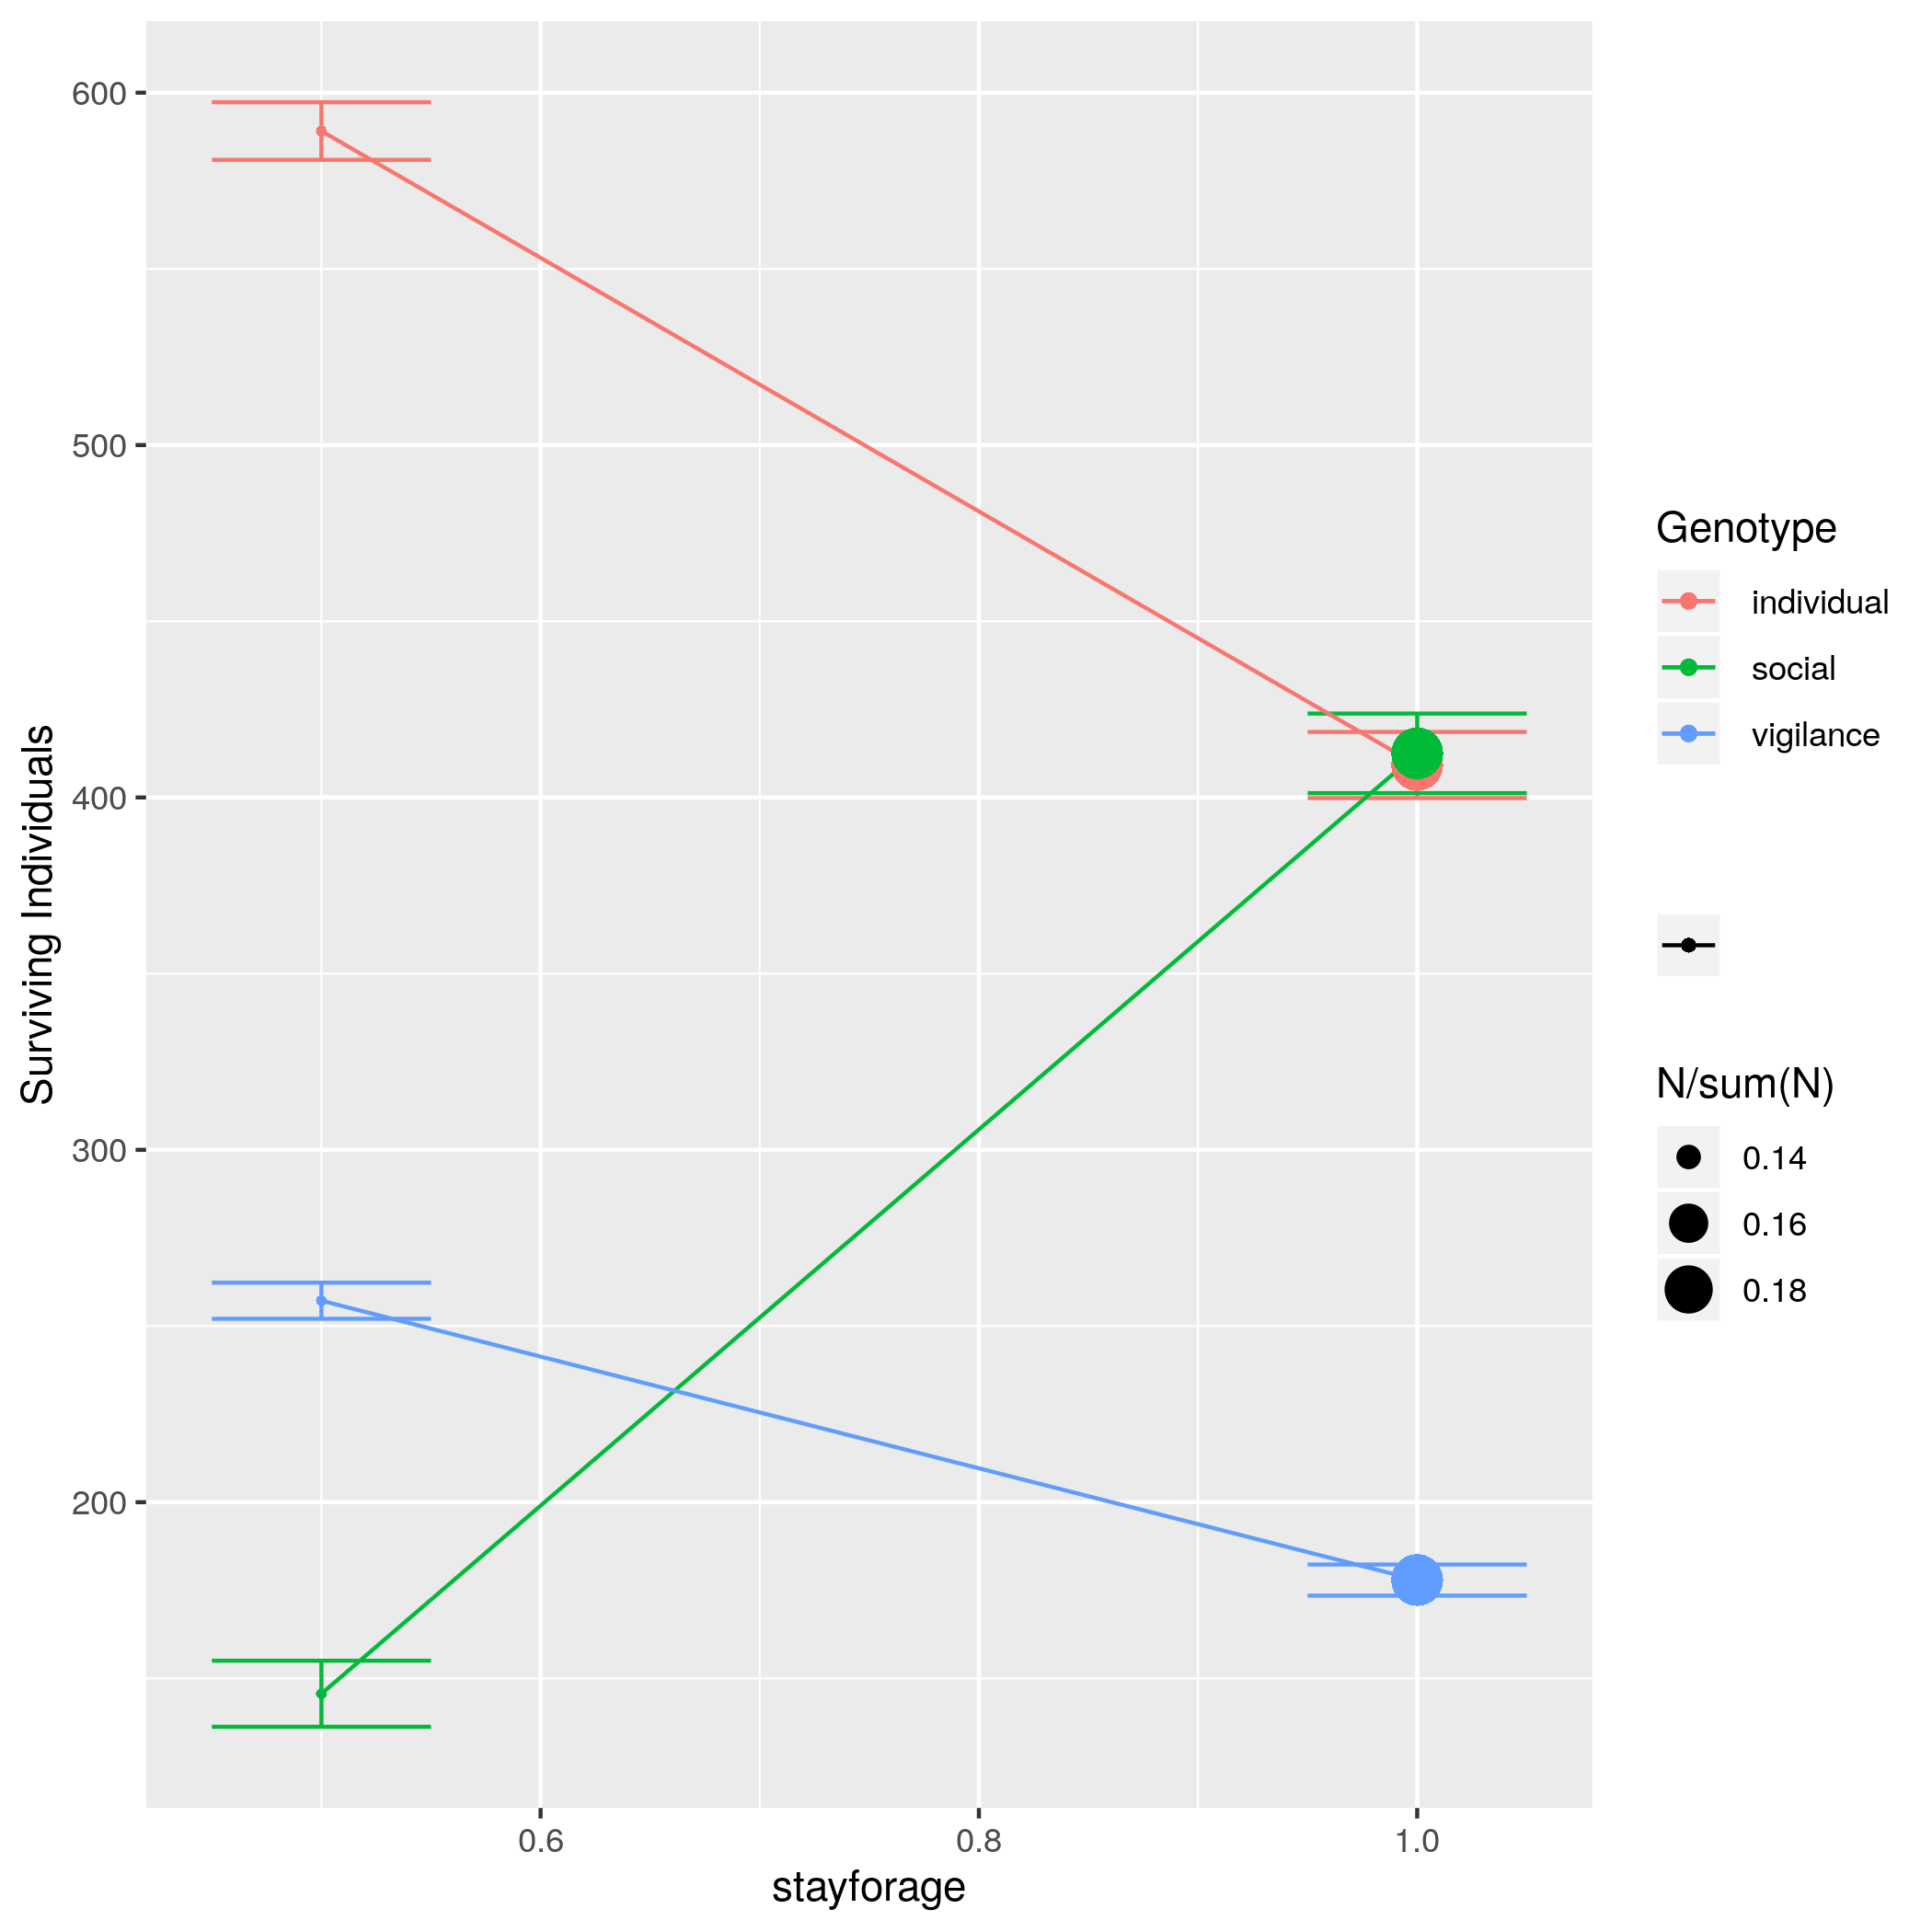 600
500
400
300
200
Surviving Individuals
0.6
0.8
1.0
stayforage
Genotype
individual
social
vigilance
N/sum(N)
0.14
0.16
0.18